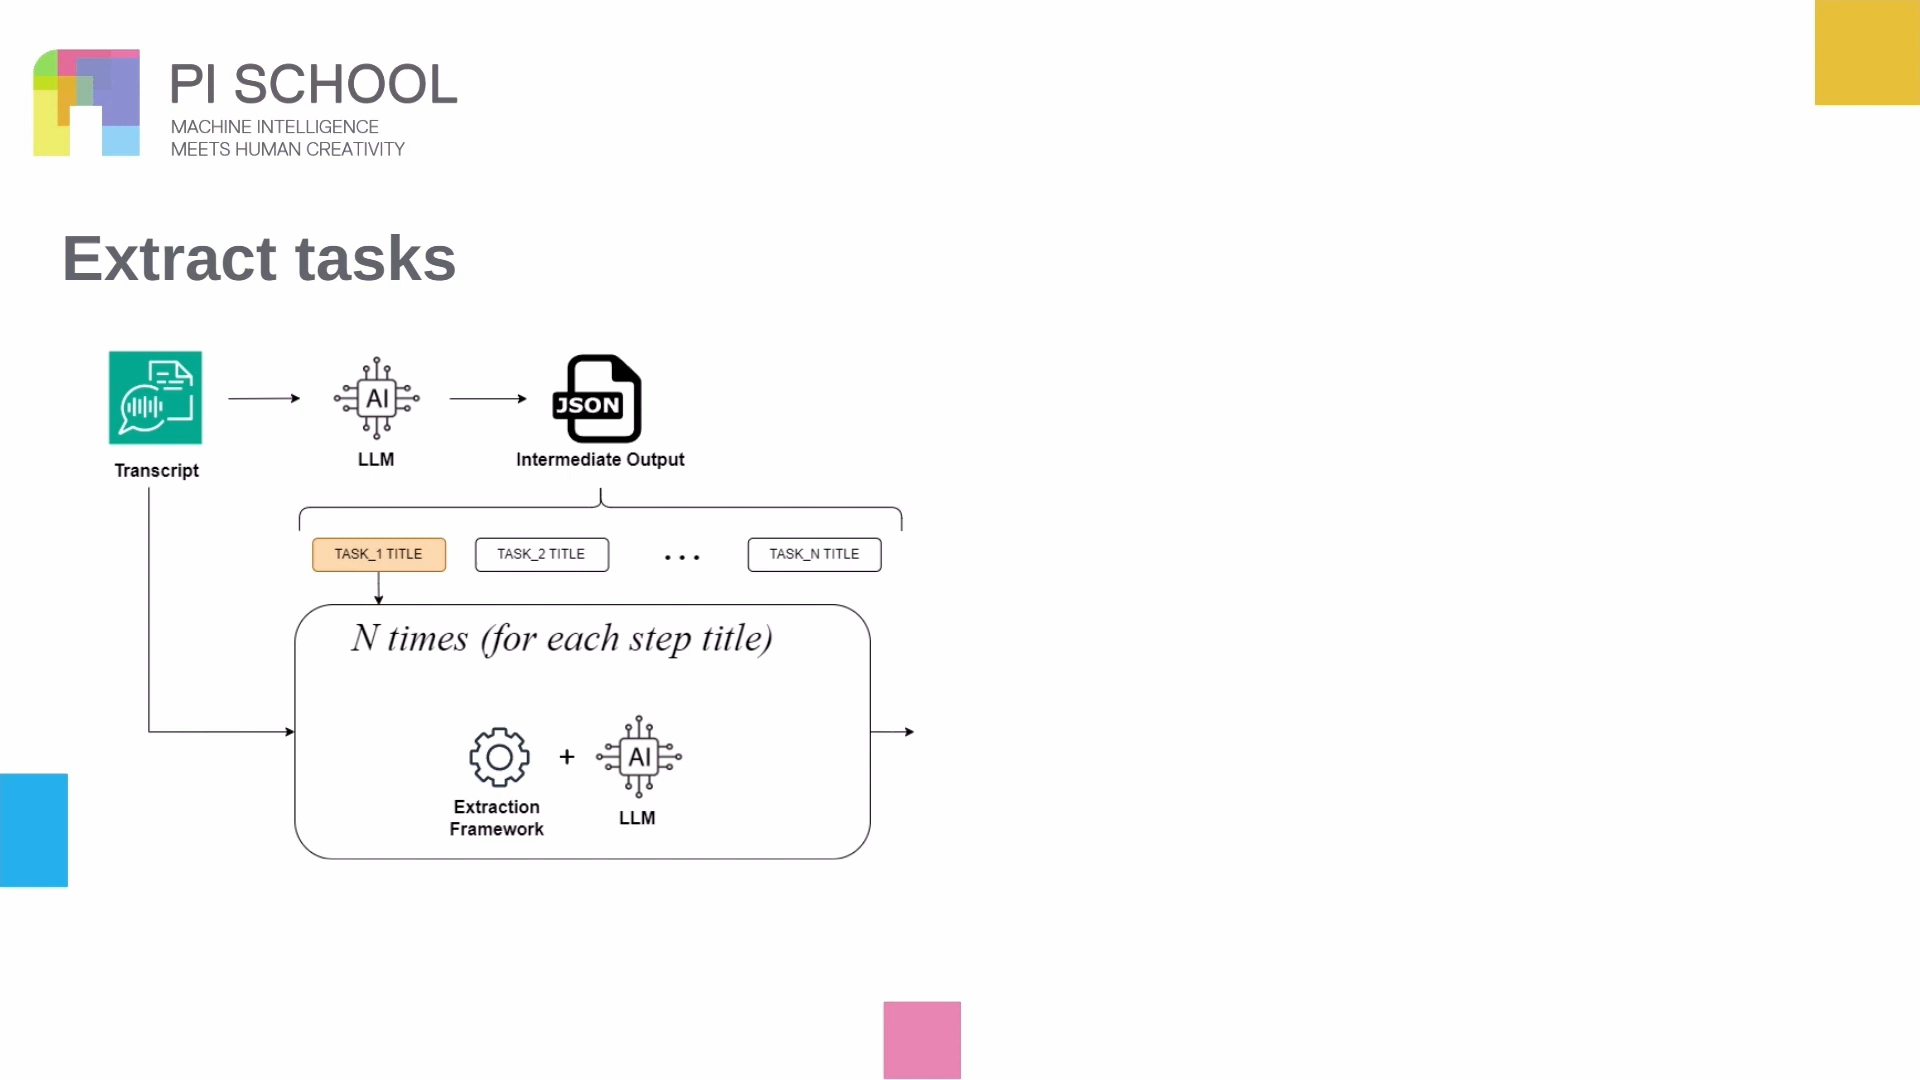 PI SCHOOL
MACHINE INTELLIGENCE
MEETS HUMAN CREATIVITY
Extract tasks
AI
JSON
Transcript
LLM
Intermediate Output
TASK_1 TITLE
TASK_2 TITLE
...
TASK_N TITLE
N times (for each step title)
+
AI
Extraction
Framework
LLM